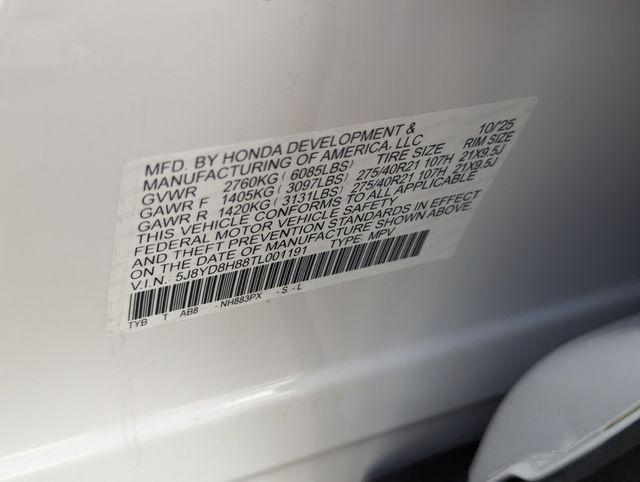 MFD. BY HONDA DEVELOPMENT & 10/'25
MANUFACTURING OF AMERICA, LLC
TIRE SIZE RIM SIZE
GVWR 2760KG ( 6085LBS)
GAWR F 1405KG ( 3097LBS) 275/40R21 107H 21X9.5J
GAWR R 1420KG ( 3131LBS) 275/40R21 107H 21X9.5J
THIS VEHICLE CONFORMS TO ALL APPLICABLE
FEDERAL MOTOR VEHICLE SAFETY
AND THEFT PREVENTION STANDARDS IN EFFECT
ON THE DATE OF MANUFACTURE SHOWN ABOVE.
V.I.N.: 5J8YD8H88TL001191 TYPE: MPV
TYB T AB8 - NH883PX - S - L